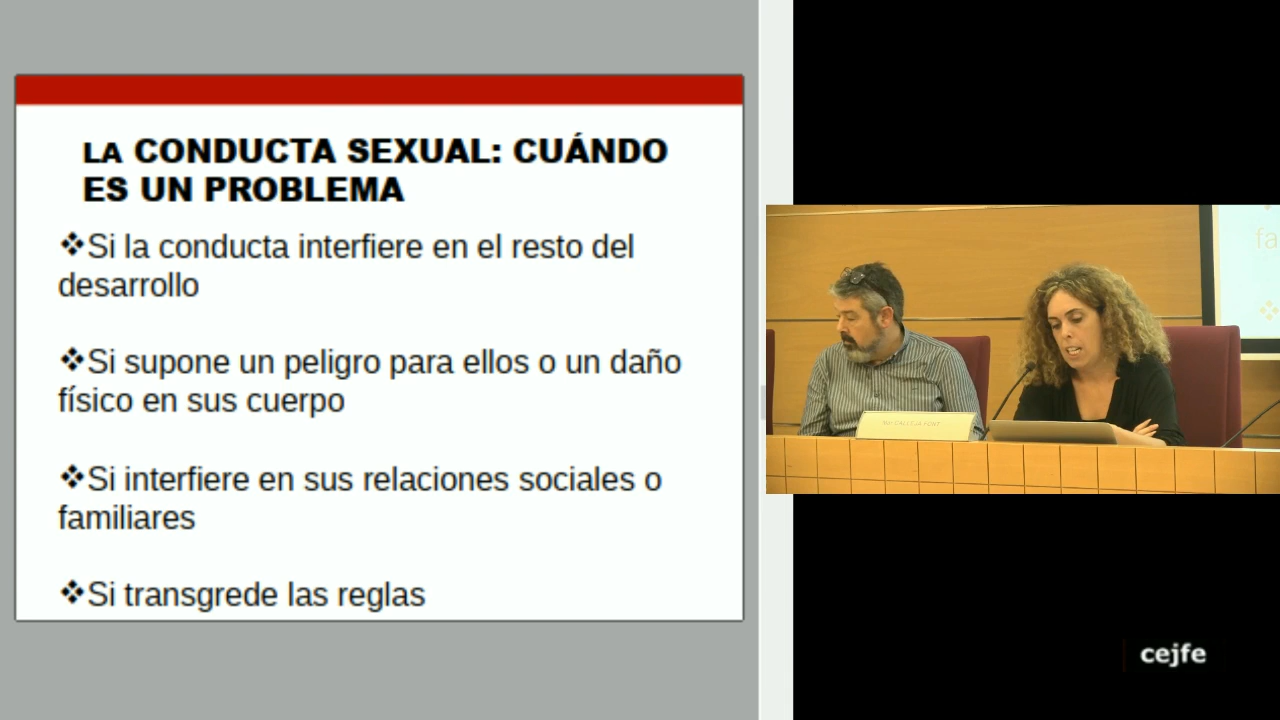 LA CONDUCTA SEXUAL: CUÁNDO
ES UN PROBLEMA
❖Si la conducta interfiere en el resto del
desarrollo
❖Si supone un peligro para ellos o un daño
físico en sus cuerpo
❖Si interfiere en sus relaciones sociales o
familiares
❖Si transgrede las reglas
fa
cejfe